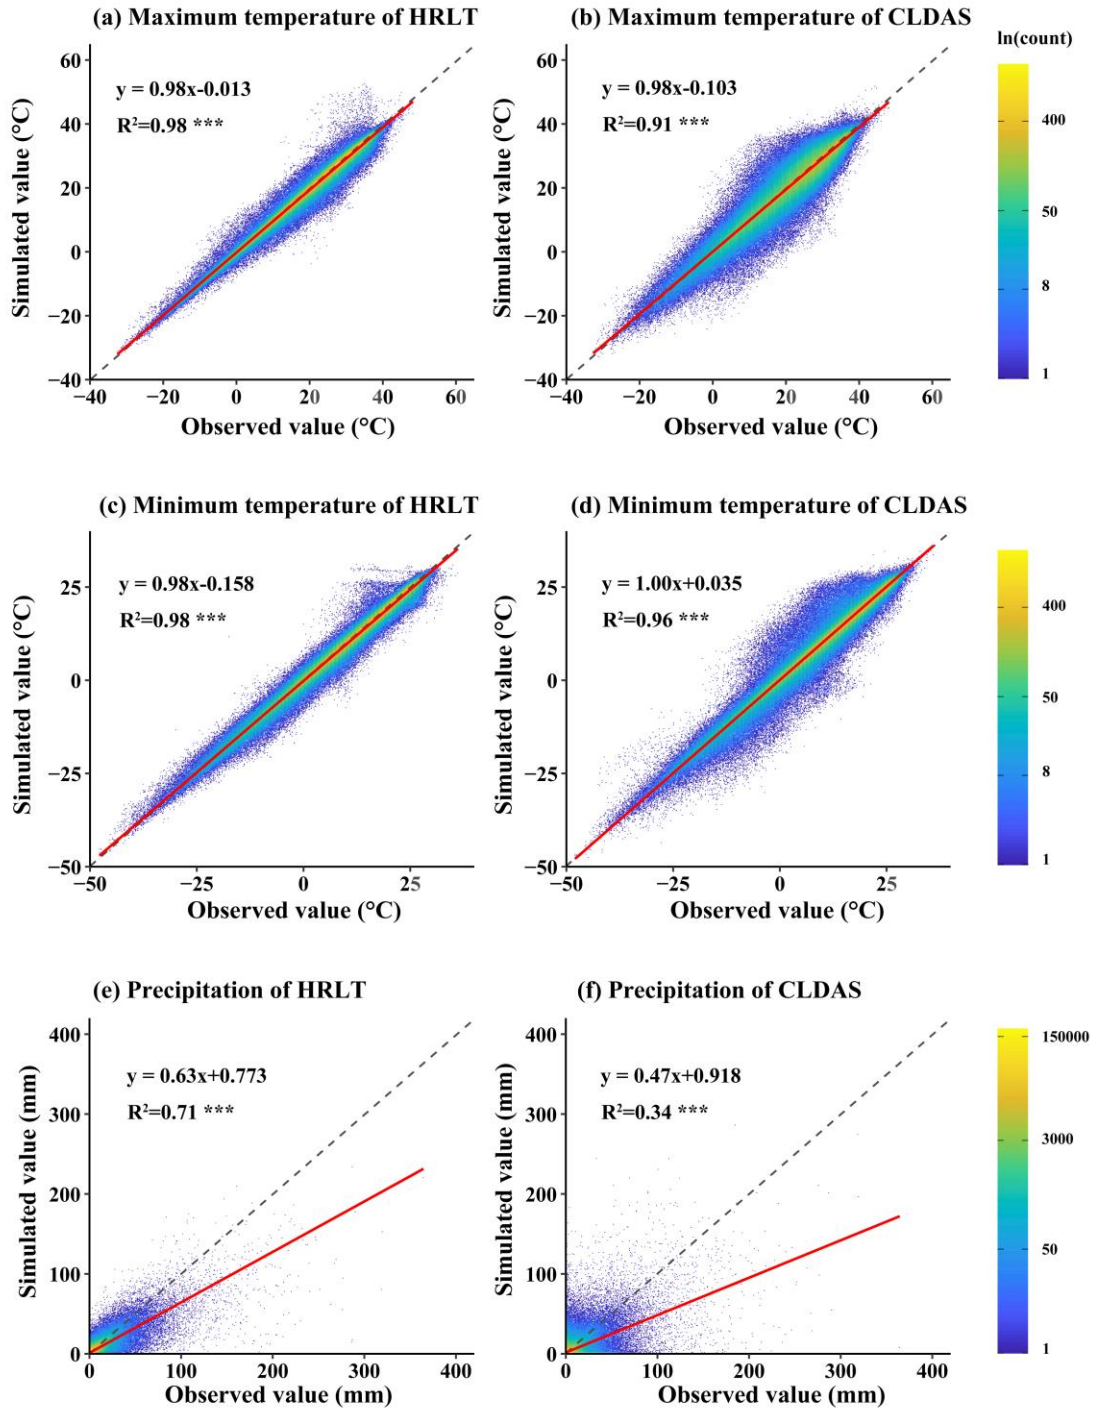 (a) Maximum temperature of HRLT
(b) Maximum temperature of CLDAS
ln(count)
Simulated value (°C)
60
40
20
0
−20
−40
y = 0.98x-0.013
R²=0.98 ***
−40
−20
0
20
40
60
Observed value (°C)
Simulated value (°C)
60
40
20
0
−20
−40
y = 0.98x-0.103
R²=0.91 ***
−40
−20
0
20
40
60
Observed value (°C)
400
50
8
1
(c) Minimum temperature of HRLT
(d) Minimum temperature of CLDAS
Simulated value (°C)
25
0
−25
−50
y = 0.98x-0.158
R²=0.98 ***
−50
−25
0
25
Observed value (°C)
Simulated value (°C)
25
0
−25
−50
y = 1.00x+0.035
R²=0.96 ***
−50
−25
0
25
Observed value (°C)
400
50
8
1
(e) Precipitation of HRLT
(f) Precipitation of CLDAS
Simulated value (mm)
400
300
200
100
0
y = 0.63x+0.773
R²=0.71 ***
0
100
200
300
400
Observed value (mm)
Simulated value (mm)
400
300
200
100
0
y = 0.47x+0.918
R²=0.34 ***
0
100
200
300
400
Observed value (mm)
150000
3000
50
1